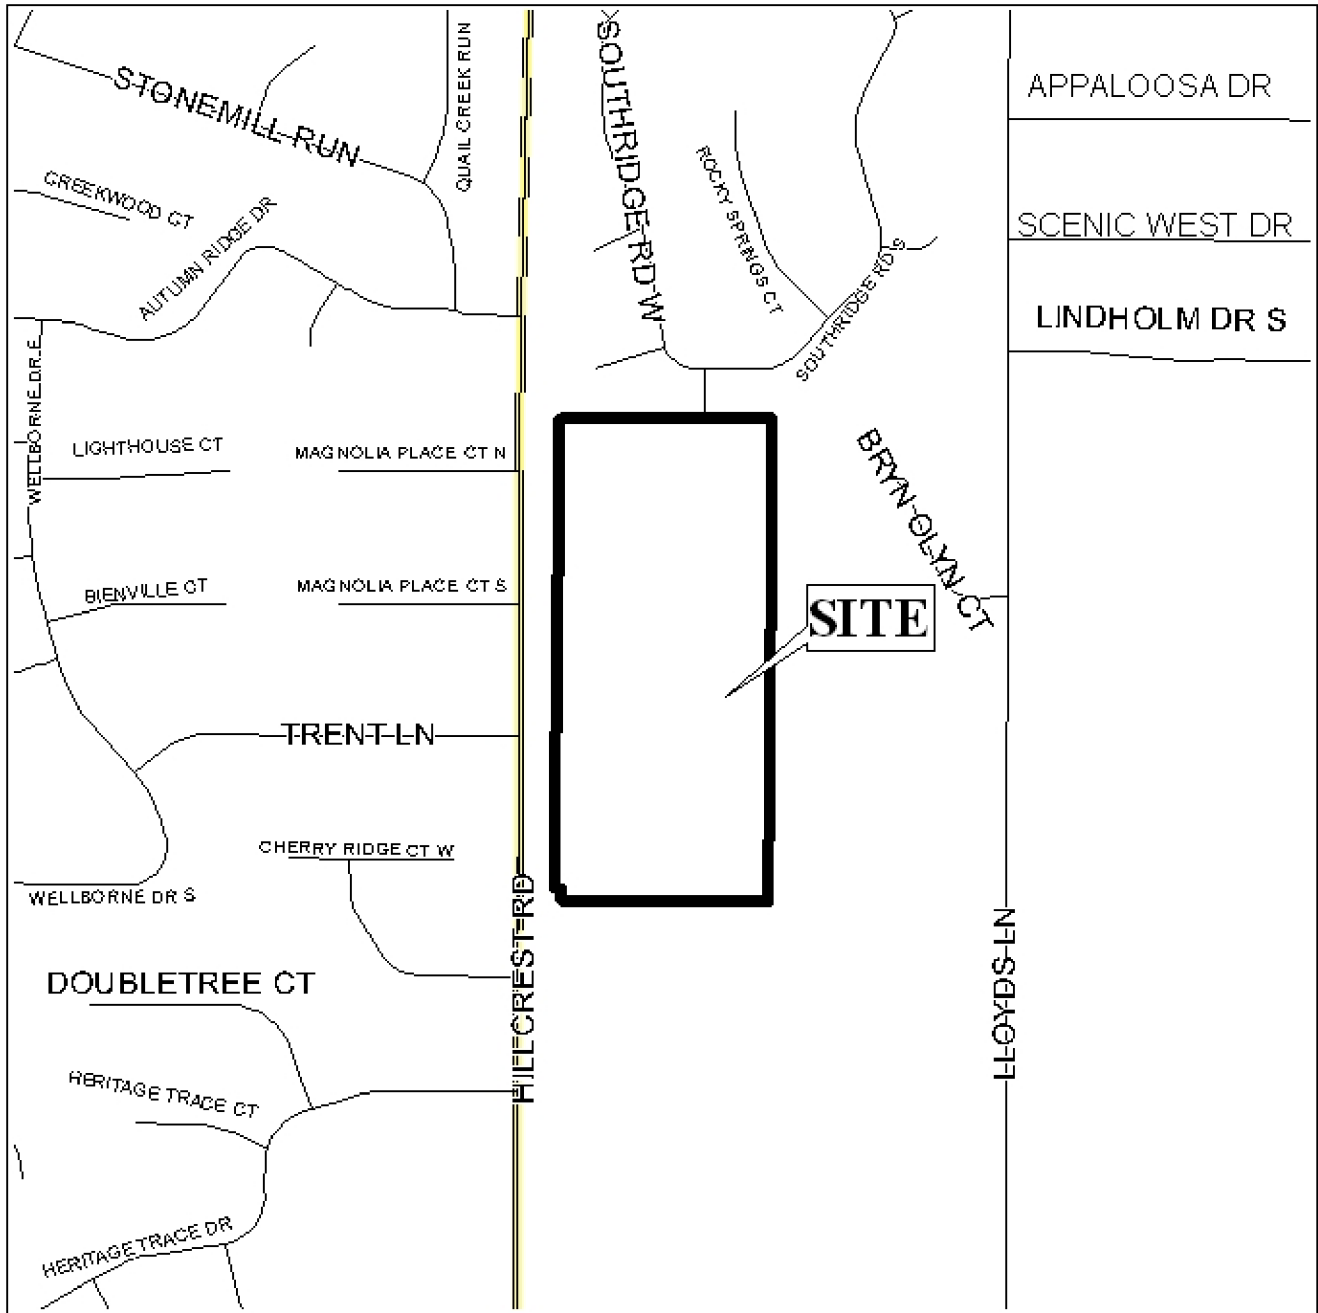 STONEMILL RUN
QUAIL CREEK RUN
SOUTHRIDGE RD W
APPALOOSA DR
CREEKWOOD CT
AUTUMN RIDGE DR
ROCKY SPRINGS CT
SCENIC WEST DR
SOUTHRIDGE RD S
LINDHOLM DR S
WELLBORNE DR E
LIGHTHOUSE CT
MAGNOLIA PLACE CT N
BRYN OLYN CT
BIENVILLE CT
MAGNOLIA PLACE CT S
SITE
TRENT LN
CHERRY RIDGE CT W
WELLBORNE DR S
HILLCREST RD
LLOYDS LN
DOUBLETREE CT
HERITAGE TRACE CT
HERITAGE TRACE DR